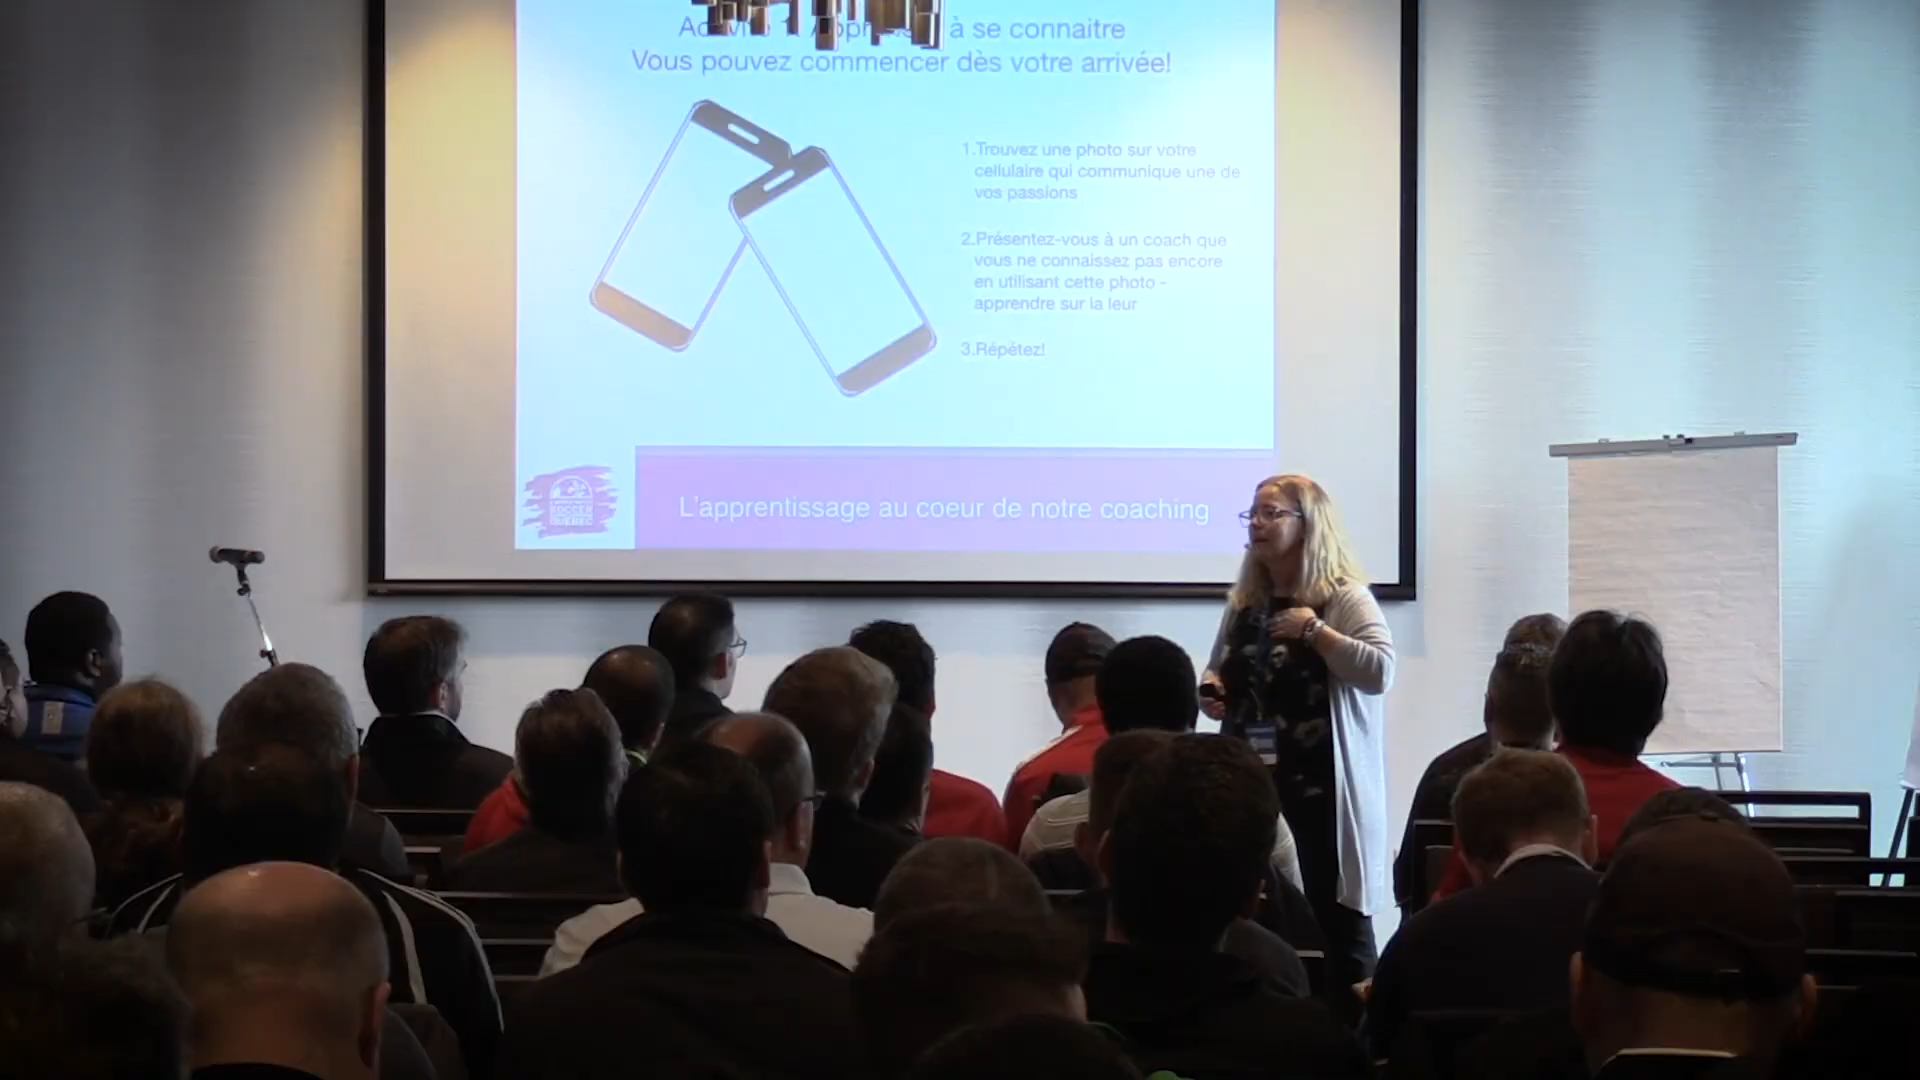 à se connaitre
Vous pouvez commencer dès votre arrivée!
1.Trouvez une photo sur votre
cellulaire qui communique une de
vos passions
2.Présentez-vous à un coach que
vous ne connaissez pas encore
en utilisant cette photo -
apprendre sur la leur
3.Répétez!
SOCCER
QUÉBEC
L'apprentissage au coeur de notre coaching